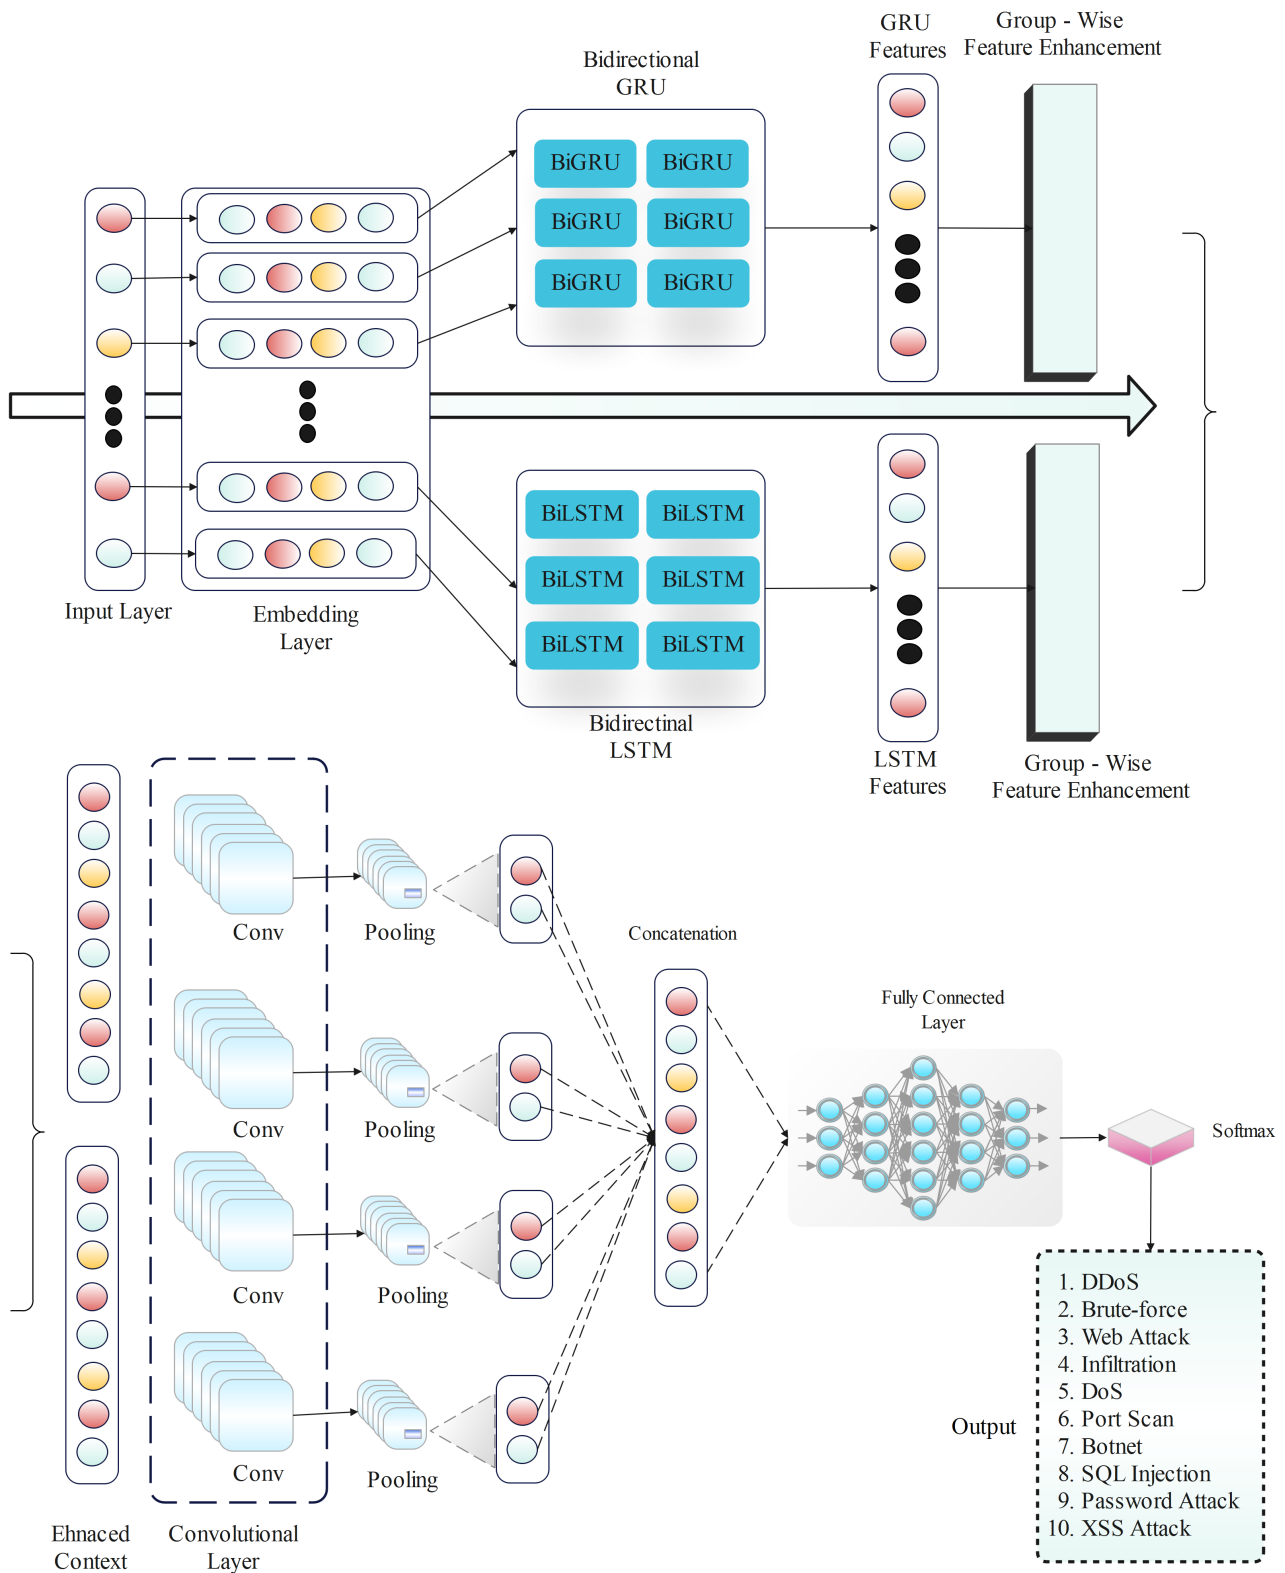 GRU
Features
Group - Wise
Feature Enhancement
Bidirectional
GRU
BiGRU BiGRU
BiGRU BiGRU
BiGRU BiGRU
Input Layer
Embedding
Layer
BiLSTM BiLSTM
BiLSTM BiLSTM
BiLSTM BiLSTM
Bidirectinal
LSTM
LSTM
Features
Group - Wise
Feature Enhancement
Conv
Pooling
Conv
Pooling
Conv
Pooling
Conv
Pooling
Ehnaced
Context
Convolutional
Layer
Concatenation
Fully Connected
Layer
Softmax
Output
1. DDoS
2. Brute-force
3. Web Attack
4. Infiltration
5. DoS
6. Port Scan
7. Botnet
8. SQL Injection
9. Password Attack
10. XSS Attack